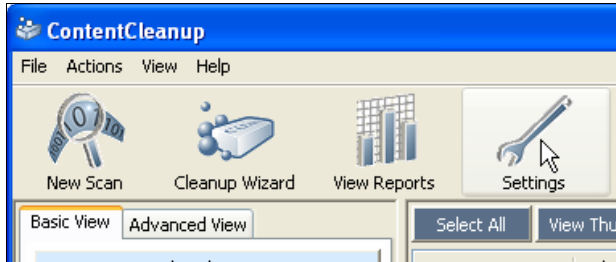 ContentCleanup
File Actions View Help
New Scan Cleanup Wizard View Reports Settings
Basic View Advanced View Select All View Thu